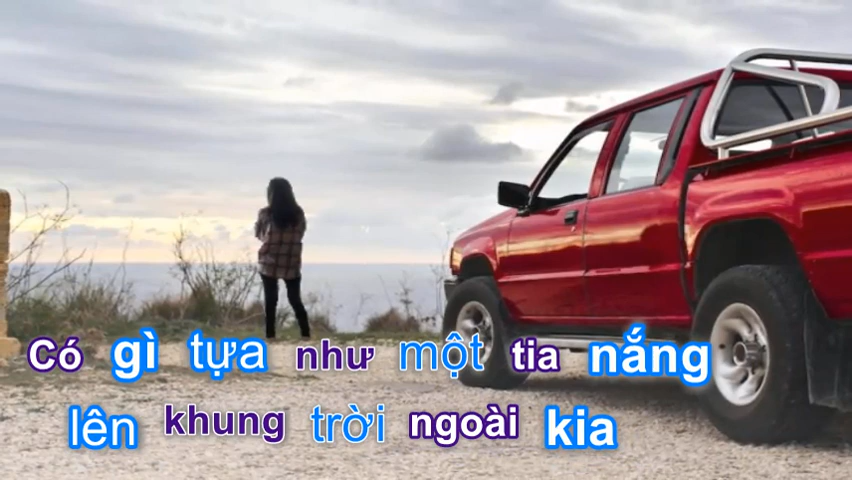 Có gì tựa như một tia nắng
lên khung trời ngoài kia